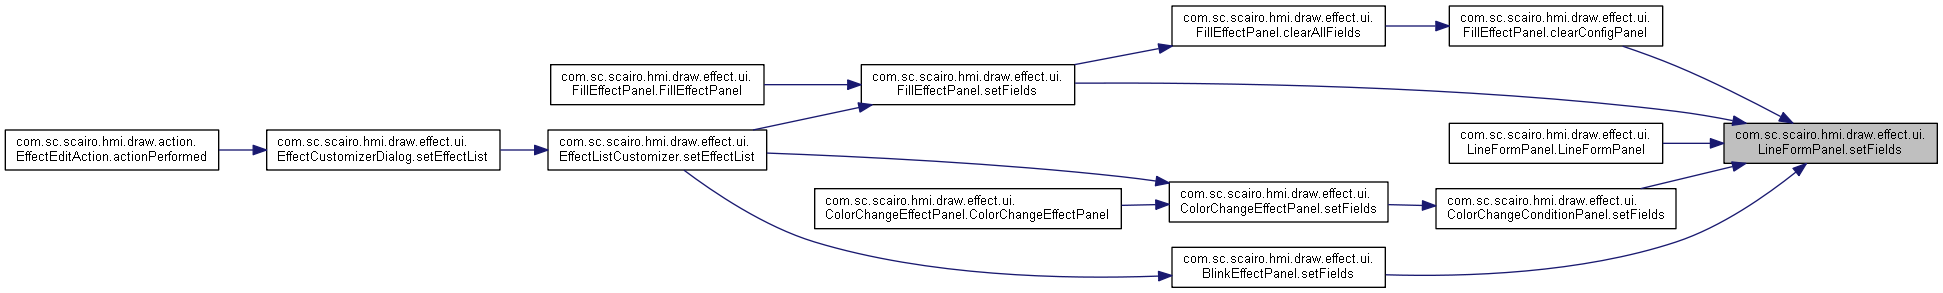 com.sc.scairo.hmi.draw.effect.ui.
FillEffectPanel.clearAllFields
com.sc.scairo.hmi.draw.effect.ui.
FillEffectPanel.clearConfigPanel
com.sc.scairo.hmi.draw.effect.ui.
FillEffectPanel.FillEffectPanel
com.sc.scairo.hmi.draw.effect.ui.
FillEffectPanel.setFields
com.sc.scairo.hmi.draw.action.
EffectEditAction.actionPerformed
com.sc.scairo.hmi.draw.effect.ui.
EffectCustomizerDialog.setEffectList
com.sc.scairo.hmi.draw.effect.ui.
EffectListCustomizer.setEffectList
com.sc.scairo.hmi.draw.effect.ui.
LineFormPanel.LineFormPanel
com.sc.scairo.hmi.draw.effect.ui.
LineFormPanel.setFields
com.sc.scairo.hmi.draw.effect.ui.
ColorChangeEffectPanel.ColorChangeEffectPanel
com.sc.scairo.hmi.draw.effect.ui.
ColorChangeEffectPanel.setFields
com.sc.scairo.hmi.draw.effect.ui.
ColorChangeConditionPanel.setFields
com.sc.scairo.hmi.draw.effect.ui.
BlinkEffectPanel.setFields